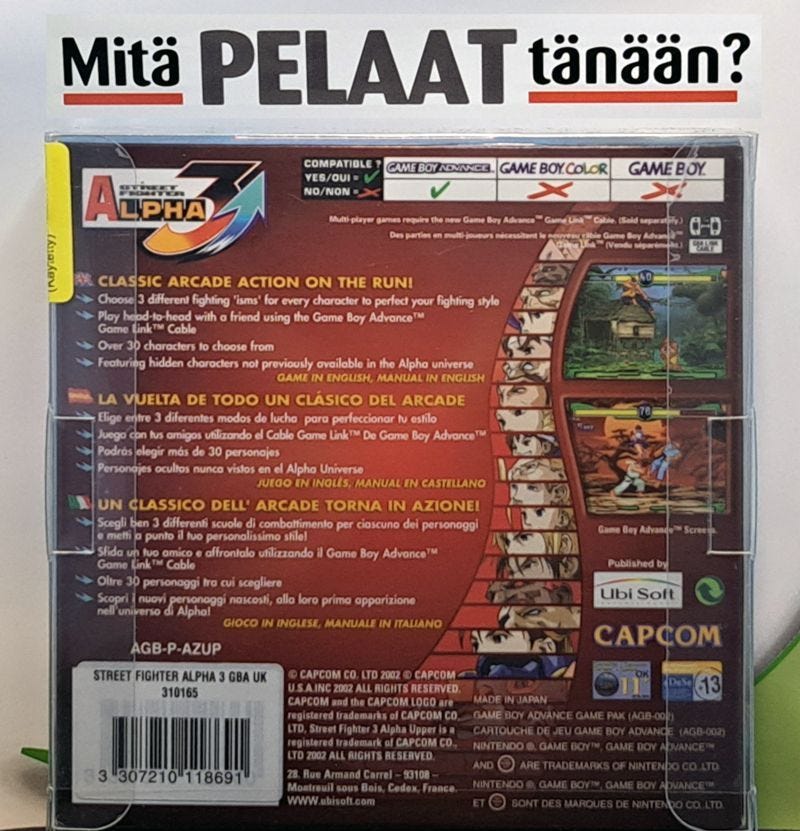 Mitä PELAAT tänään?
(Käytetty)
STREET FIGHTER
ALPHA 3
COMPATIBLE ?
YES/OUI =
NO/NON =
GAME BOY ADVANCE
GAME BOY COLOR
GAME BOY
Multi-player games require the new Game Boy Advance™ Game Link™ Cable. (Sold separately.)
Des parties en multi-joueurs nécessitent le nouveau câble Game Boy Advance™
Game Link™ (Vendu séparément.)
GBA LINK
CABLE
CLASSIC ARCADE ACTION ON THE RUN!
Choose 3 different fighting 'isms' for every character to perfect your fighting style
Play head-to-head with a friend using the Game Boy Advance™
Game Link™ Cable
Over 30 characters to choose from
Featuring hidden characters not previously available in the Alpha universe
GAME IN ENGLISH, MANUAL IN ENGLISH
LA VUELTA DE TODO UN CLÁSICO DEL ARCADE
Elige entre 3 diferentes modos de lucha para perfeccionar tu estilo
Juega con tus amigos utilizando el Cable Game Link™ De Game Boy Advance™
Podrás elegir más de 30 personajes
Personajes ocultos nunca vistos en el Alpha Universe
JUEGO EN INGLÉS, MANUAL EN CASTELLANO
78
UN CLASSICO DELL' ARCADE TORNA IN AZIONE!
Scegli ben 3 differenti scuole di combattimento per ciascuno dei personaggi
e metti a punto il tuo personalissimo stile!
Sfida un tuo amico e affrontalo utilizzando il Game Boy Advance™
Game Link™ Cable
Oltre 30 personaggi tra cui scegliere
Scopri i nuovi personaggi nascosti, alla loro prima apparizione
nell'universo di Alpha!
GIOCO IN INGLESE, MANUALE IN ITALIANO
Game Boy Advance™ Screens.
Published by
Ubi Soft
CAPCOM
AGB-P-AZUP
STREET FIGHTER ALPHA 3 GBA UK
310165
3 307210 118691
© CAPCOM CO. LTD 2002 © CAPCOM
U.S.A.INC 2002 ALL RIGHTS RESERVED.
CAPCOM and the CAPCOM LOGO are
registered trademarks of CAPCOM CO.
LTD, Street Fighter 3 Alpha Upper is a
registered trademark of CAPCOM CO.
LTD 2002 ALL RIGHTS RESERVED.
28. Rue Armand Carrel - 93108 -
Montreuil sous Bois, Cedex, France.
WWW.ubisoft.com
OK
11+
aDeSe
-13
MADE IN JAPAN
GAME BOY ADVANCE GAME PAK (AGB-002)
CARTOUCHE DE JEU GAME BOY ADVANCE (AGB-002)
NINTENDO ®, GAME BOY™, GAME BOY ADVANCE™
AND ARE TRADEMARKS OF NINTENDO CO.,LTD.
NINTENDO ®, GAME BOY™, GAME BOY ADVANCE™
ET SONT DES MARQUES DE NINTENDO CO.,LTD.